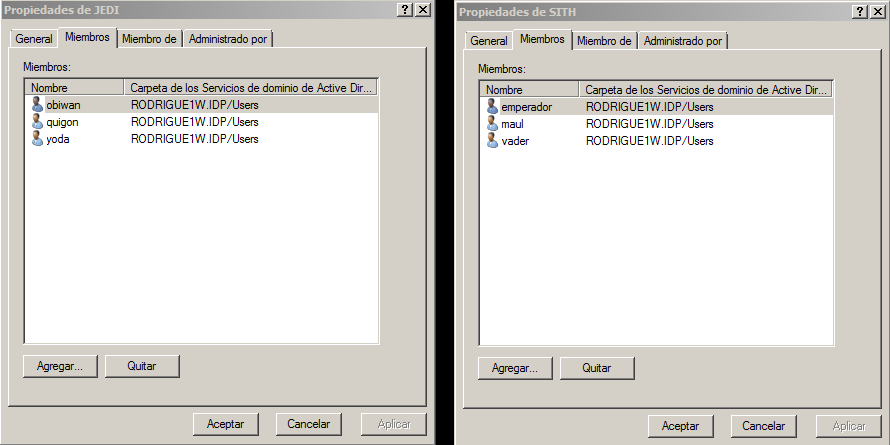 Propiedades de JEDI
General Miembros Miembro de Administrado por
Miembros:
Nombre Carpeta de los Servicios de dominio de Active Dir...
obiwan RODRIGUE1W.IDP/Users
quigon RODRIGUE1W.IDP/Users
yoda RODRIGUE1W.IDP/Users
Agregar... Quitar
Aceptar Cancelar Aplicar
Propiedades de SITH
General Miembros Miembro de Administrado por
Miembros:
Nombre Carpeta de los Servicios de dominio de Active Dir...
emperador RODRIGUE1W.IDP/Users
maul RODRIGUE1W.IDP/Users
vader RODRIGUE1W.IDP/Users
Agregar... Quitar
Aceptar Cancelar Aplicar